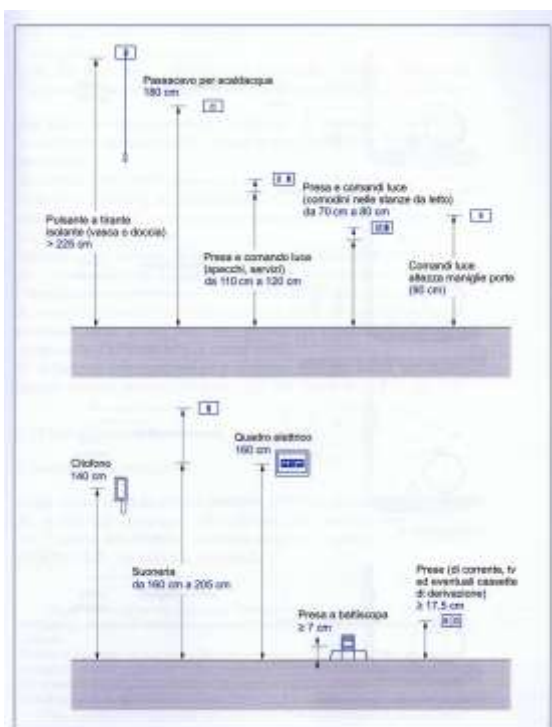 Passacavo per scaldacqua
180 cm
Pulsante a tirante
isolante (vasca o doccia)
> 225 cm
Presa e comando luce
(specchi, servizi)
da 110 cm a 120 cm
Presa e comandi luce
(comodini nelle stanze da letto)
da 70 cm a 80 cm
Comandi luce
altezza maniglie porte
(90 cm)
Citofono
140 cm
Suoneria
da 160 cm a 205 cm
Quadro elettrico
160 cm
Presa a battiscopa
≥ 7 cm
Prese (di corrente, tv
ed eventuali cassette
di derivazione)
≥ 17,5 cm